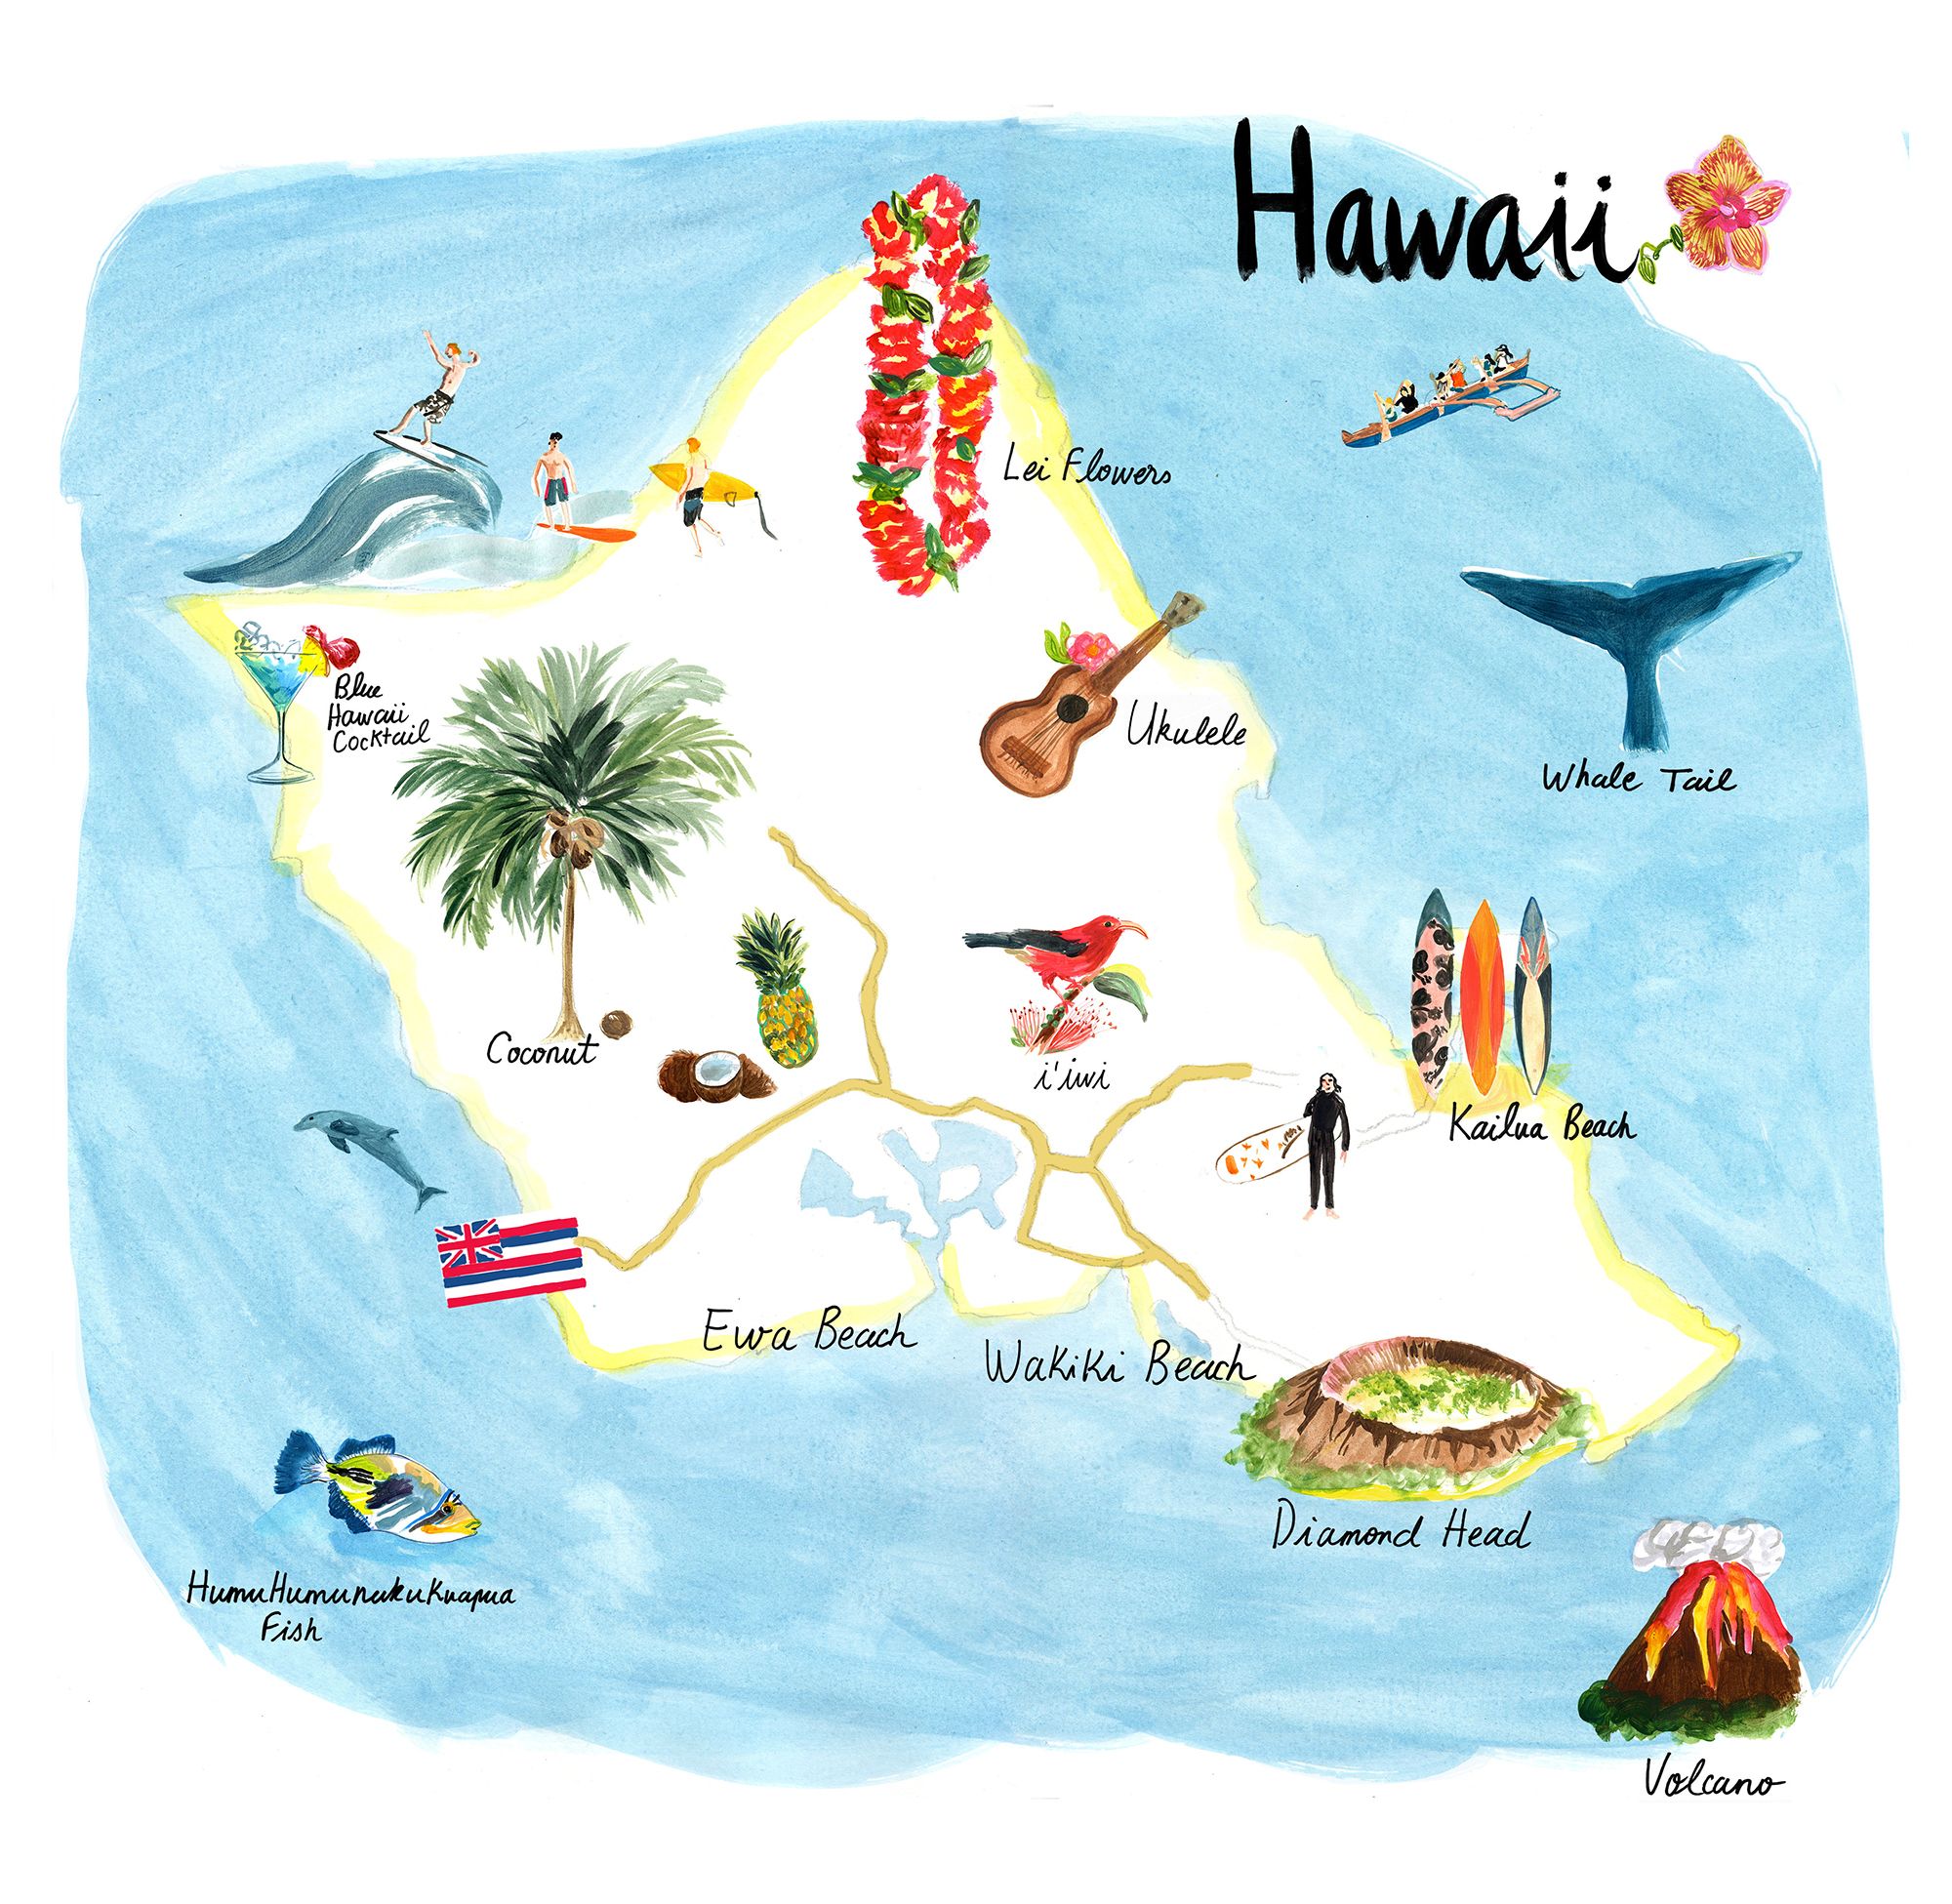 Hawaii
Lei Flowers
Blue
Hawaii
Cocktail
Ukulele
Whale Tail
Coconut
i'iwi
Kailua Beach
Ewa Beach
Wakiki Beach
Diamond Head
HumuHumunukukuapua
Fish
Volcano